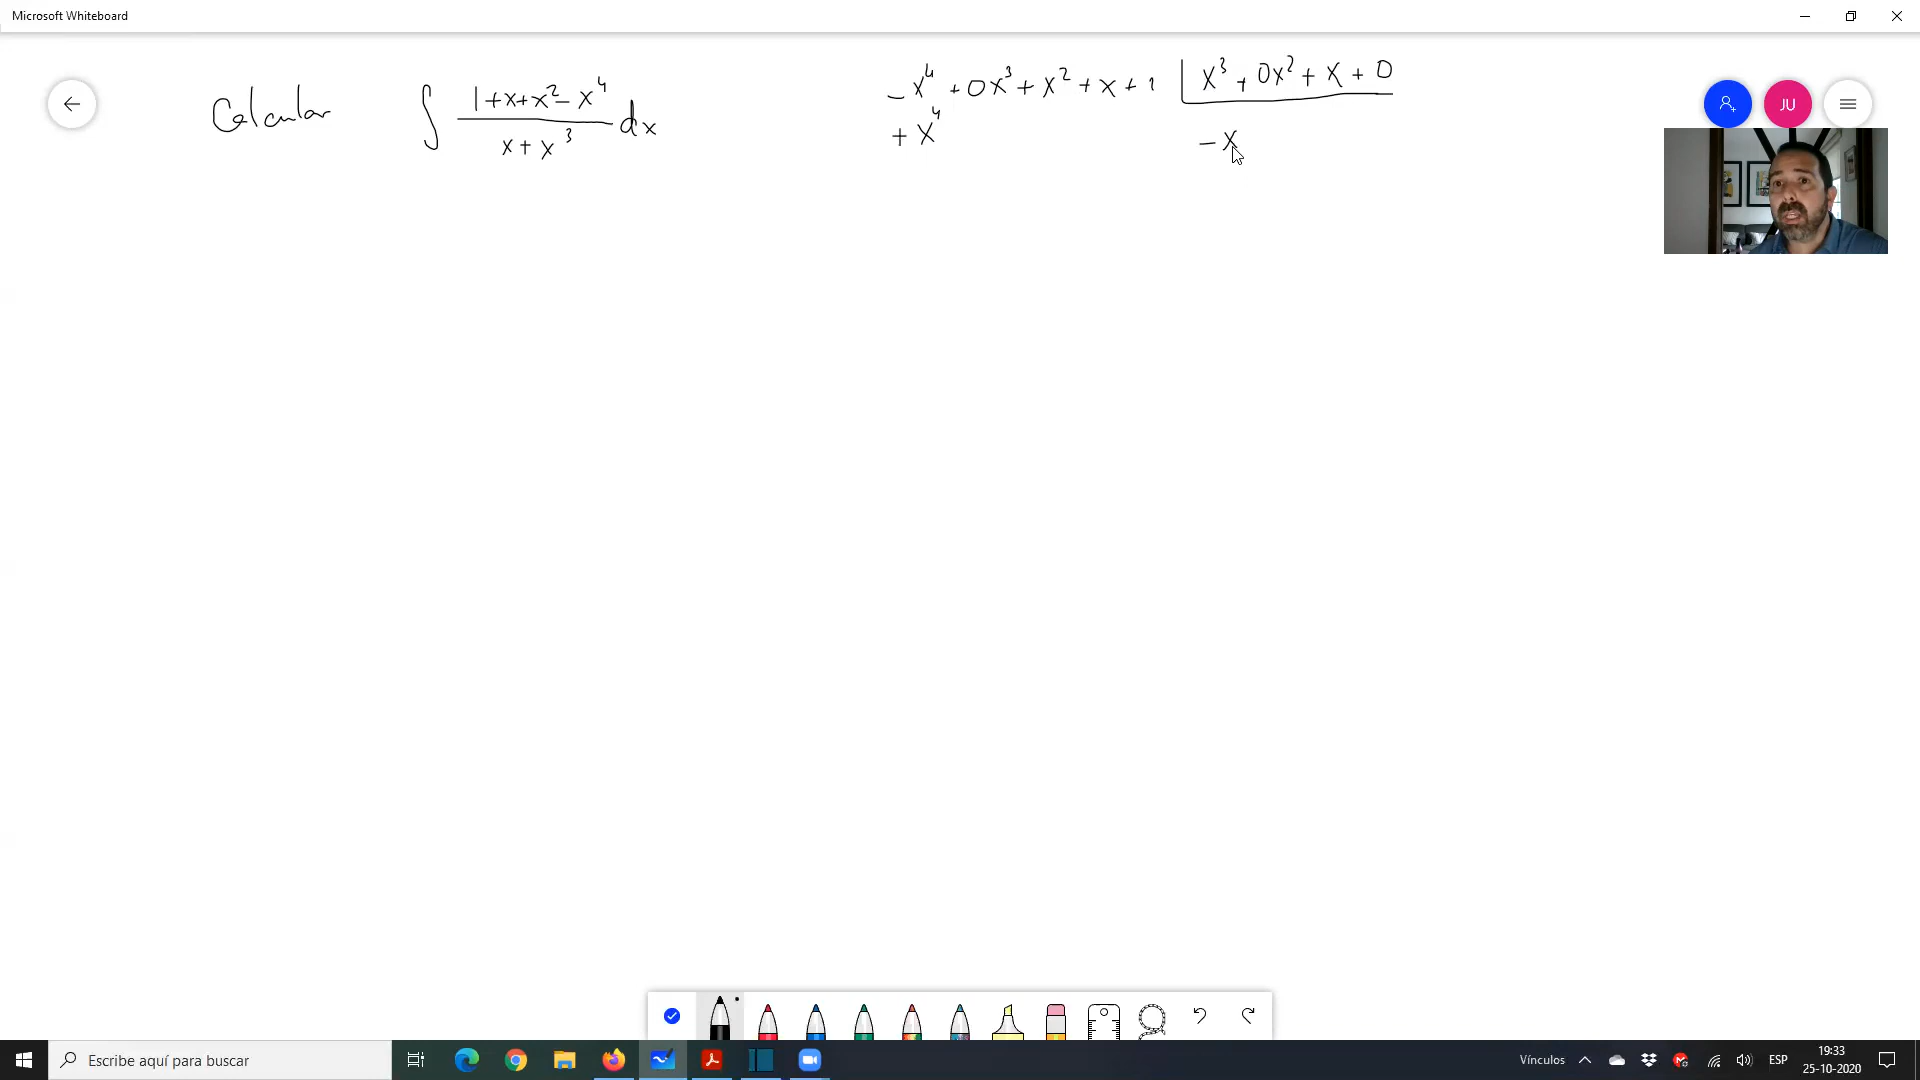 Microsoft Whiteboard
Calcular ∫ (1+x+x²-x⁴)/(x+x³) dx
-x⁴+0x³+x²+x+1 | x³+0x²+x+0
+x⁴ -x
JU
Escribe aquí para buscar
Vínculos ESP 19:33
25-10-2020